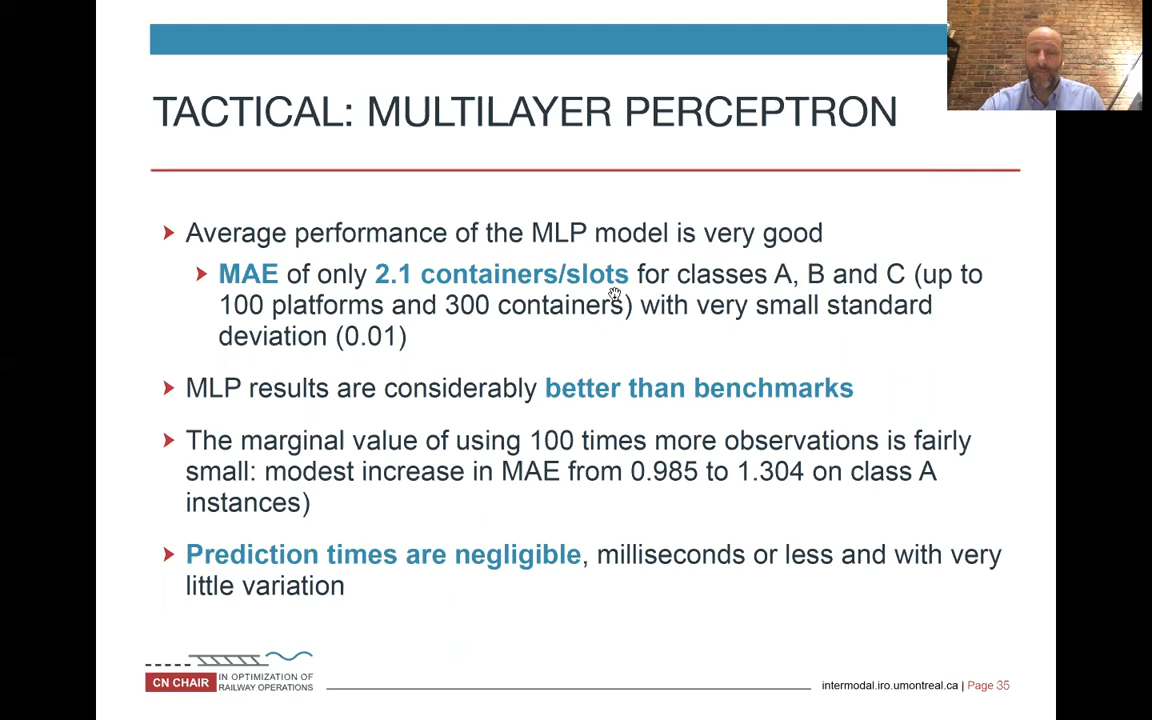 TACTICAL: MULTILAYER PERCEPTRON
Average performance of the MLP model is very good
MAE of only 2.1 containers/slots for classes A, B and C (up to
100 platforms and 300 containers) with very small standard
deviation (0.01)
MLP results are considerably better than benchmarks
The marginal value of using 100 times more observations is fairly
small: modest increase in MAE from 0.985 to 1.304 on class A
instances)
Prediction times are negligible, milliseconds or less and with very
little variation
CN CHAIR
IN OPTIMIZATION OF
RAILWAY OPERATIONS
intermodal.iro.umontreal.ca | Page 35